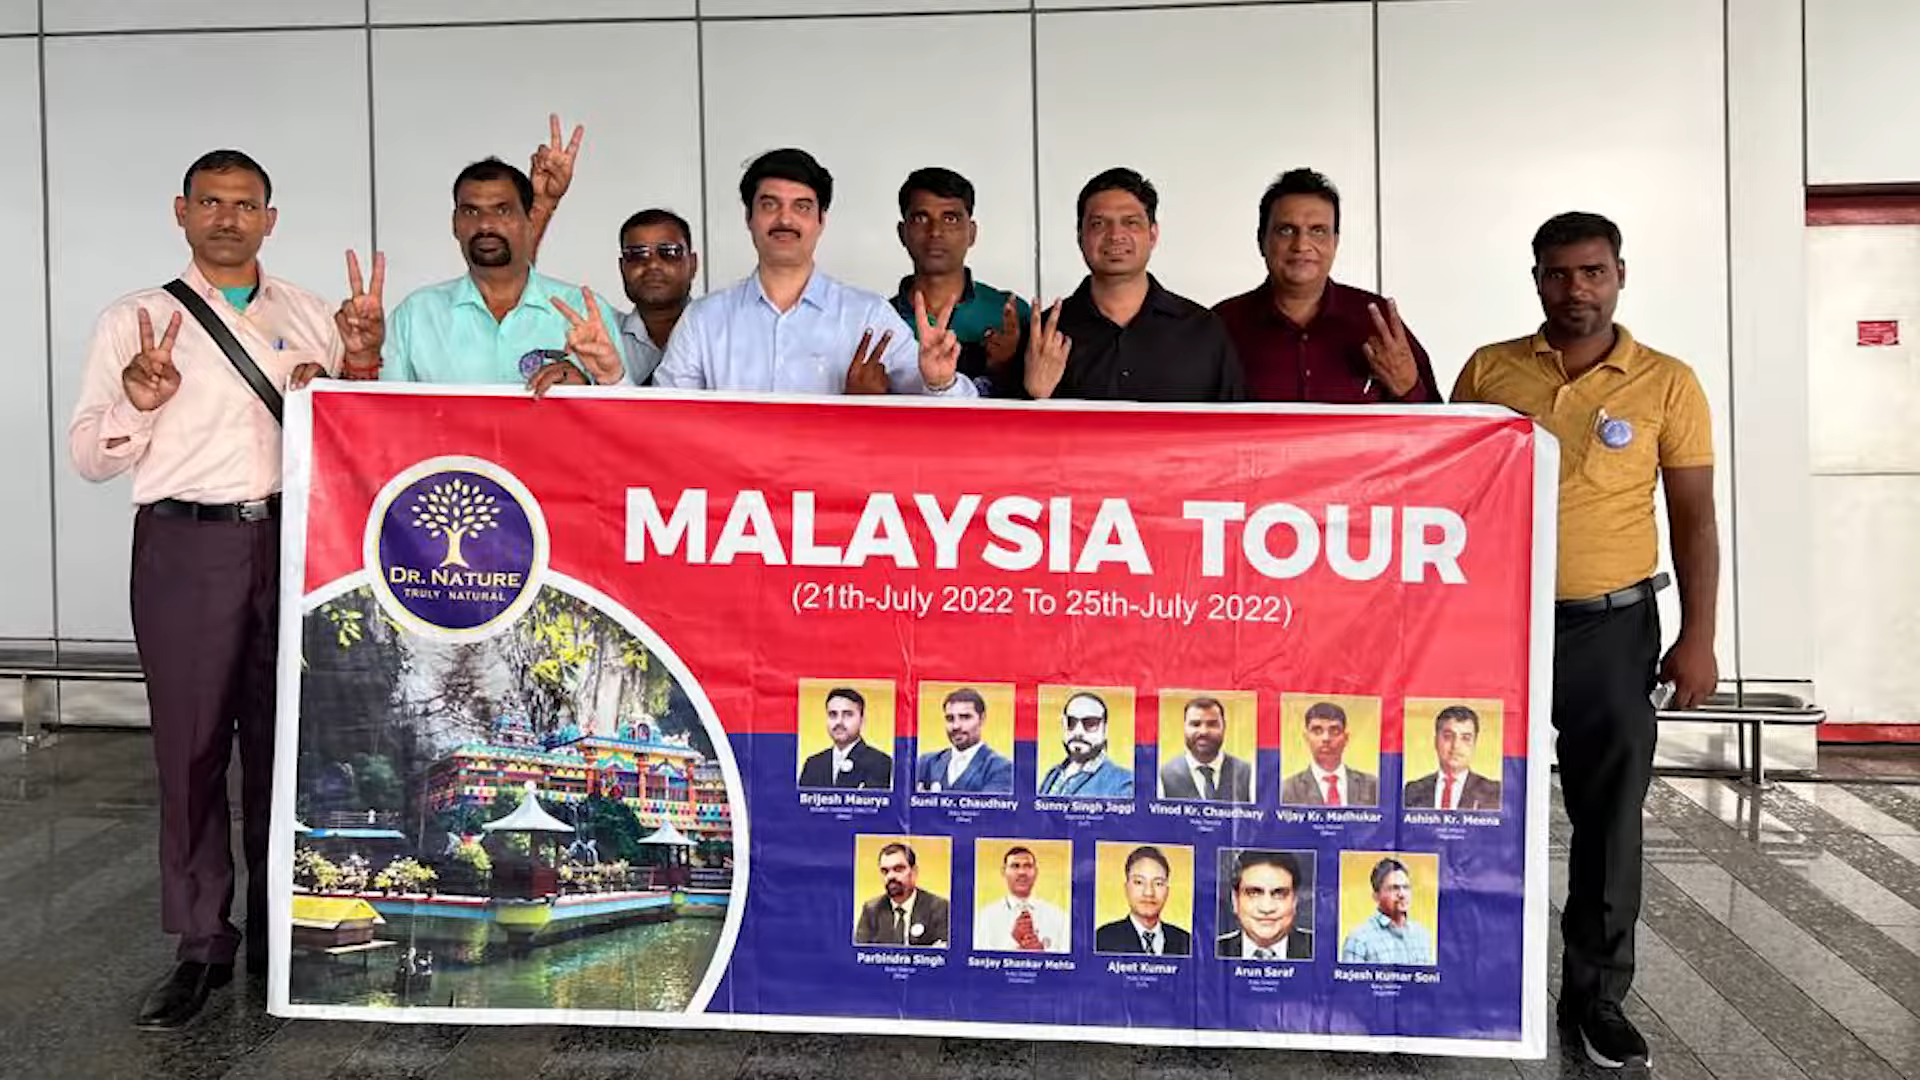 MALAYSIA TOUR
(21th-July 2022 To 25th-July 2022)
DR. NATURE
TRULY NATURAL
Brijesh Maurya
Sunil Kr. Chaudhary
Sunny Singh Jaggi
Vinod Kr. Chaudhary
Vijay Kr. Madhukar
Ashish Kr. Meena
Parbindra Singh
Sanjay Shankar Mehta
Ajeet Kumar
Arun Saraf
Rajesh Kumar Soni